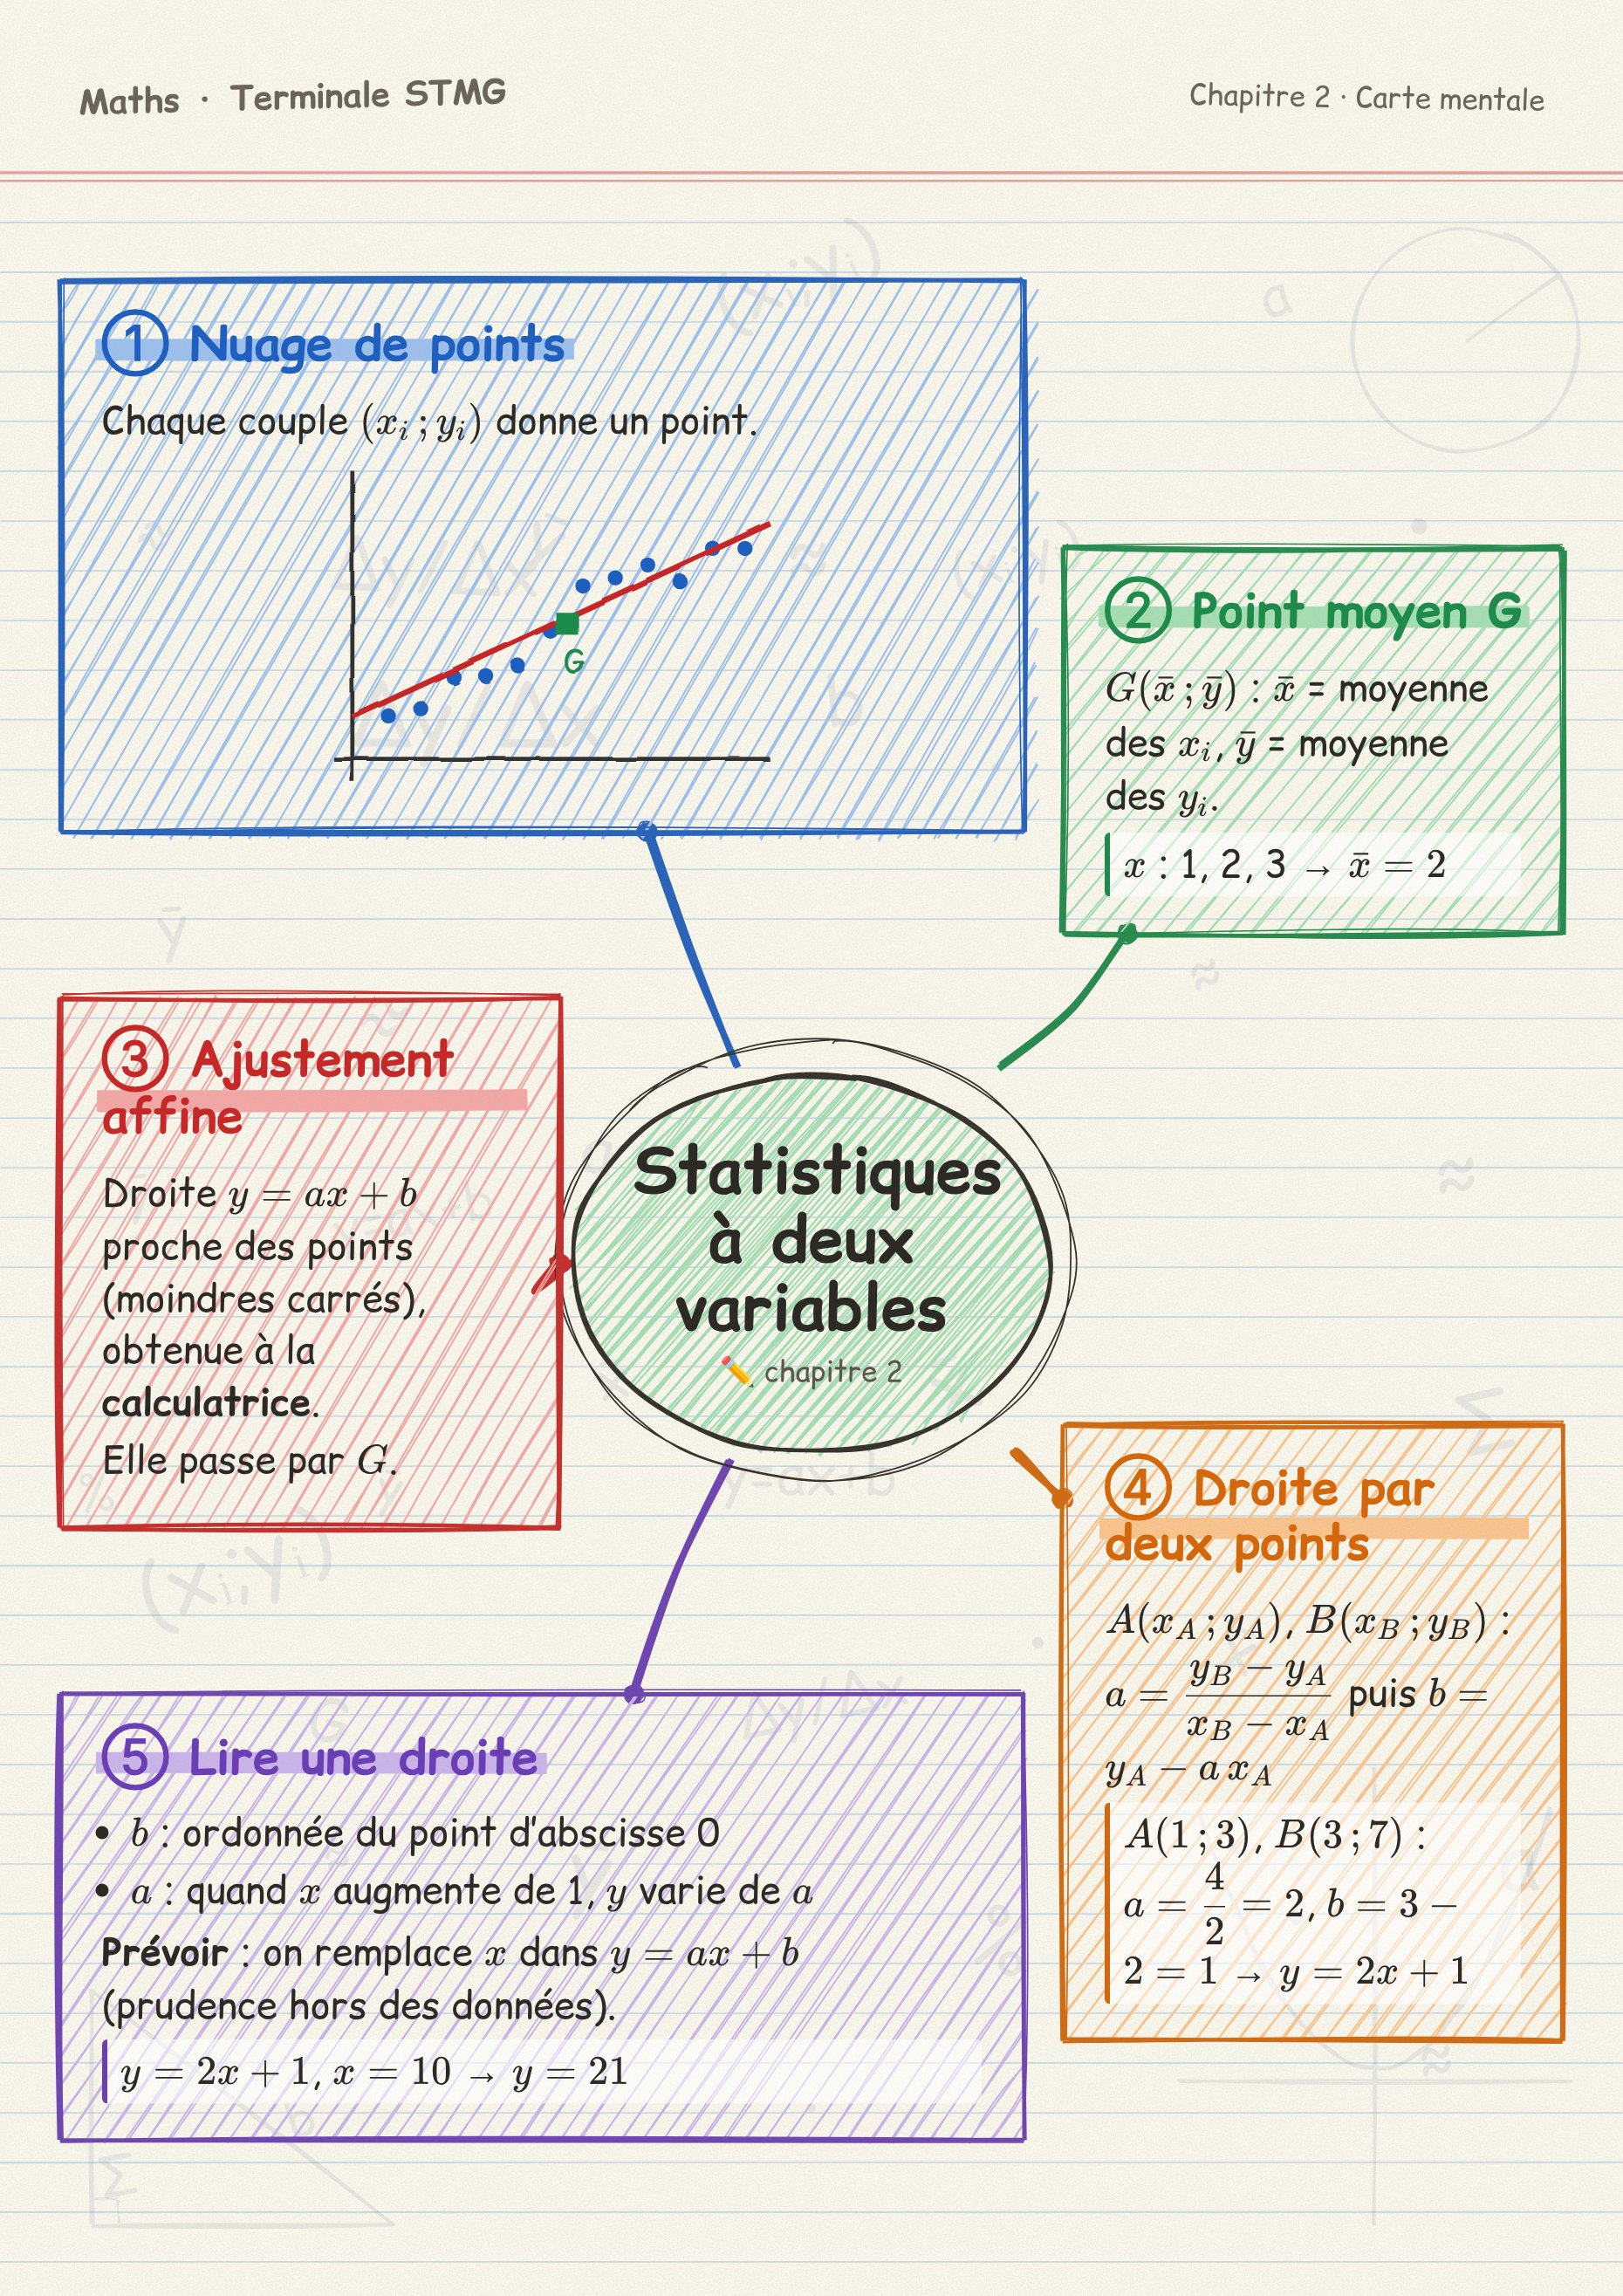 Maths · Terminale STMG
Chapitre 2 · Carte mentale
① Nuage de points
Chaque couple (xᵢ ; yᵢ) donne un point.
G
② Point moyen G
G(x̄ ; ȳ) : x̄ = moyenne
des xᵢ, ȳ = moyenne
des yᵢ.
x : 1, 2, 3 → x̄ = 2
③ Ajustement
affine
Droite y = ax + b
proche des points
(moindres carrés),
obtenue à la
calculatrice.
Elle passe par G.
Statistiques
à deux
variables
✏️ chapitre 2
④ Droite par
deux points
A(x_A ; y_A), B(x_B ; y_B) :
a = (y_B − y_A)/(x_B − x_A) puis b =
y_A − a x_A
A(1 ; 3), B(3 ; 7) :
a = 4/2 = 2, b = 3 −
2 = 1 → y = 2x + 1
⑤ Lire une droite
• b : ordonnée du point d'abscisse 0
• a : quand x augmente de 1, y varie de a
Prévoir : on remplace x dans y = ax + b
(prudence hors des données).
y = 2x + 1, x = 10 → y = 21